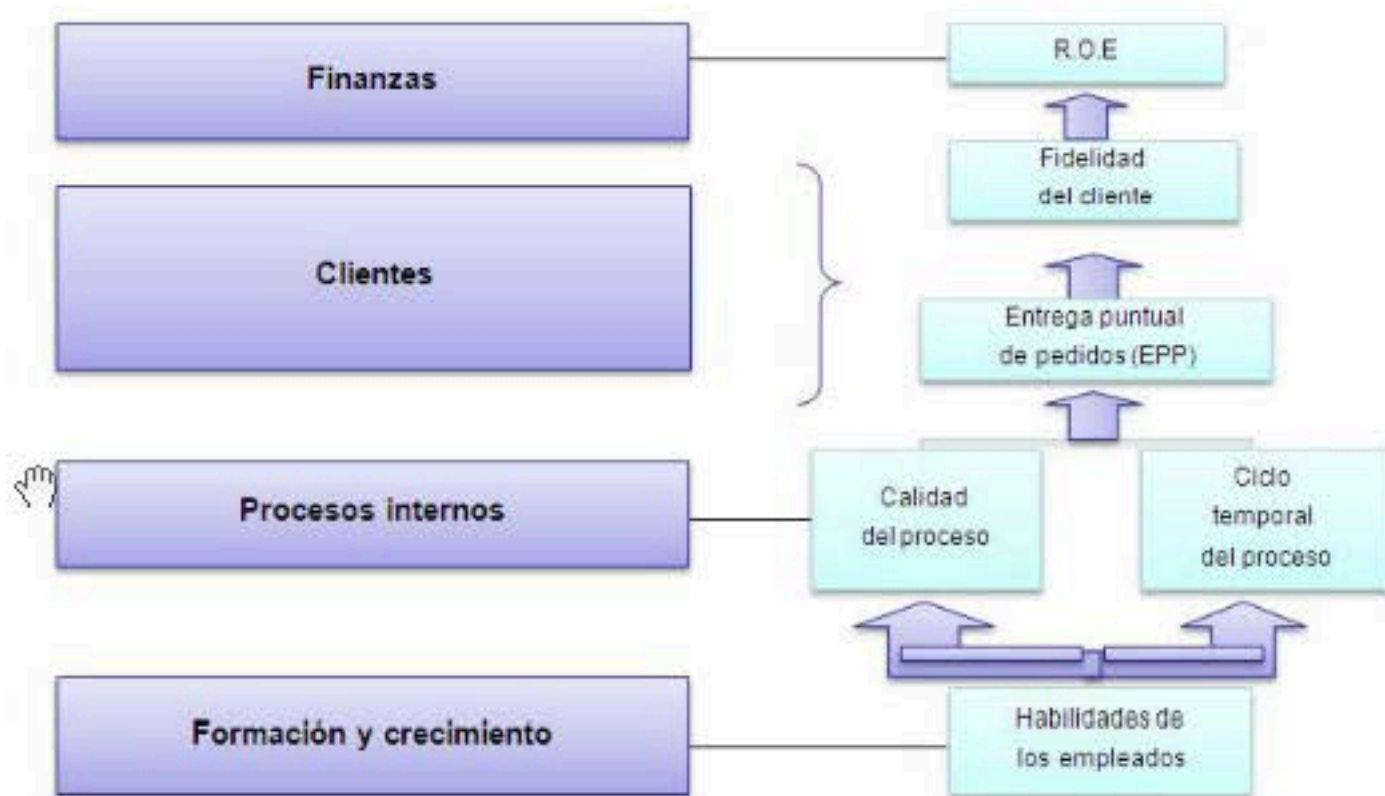 Finanzas
R.O.E
Fidelidad
del cliente
Clientes
Entrega puntual
de pedidos (EPP)
Procesos internos
Calidad
del proceso
Ciclo
temporal
del proceso
Formación y crecimiento
Habilidades de
los empleados